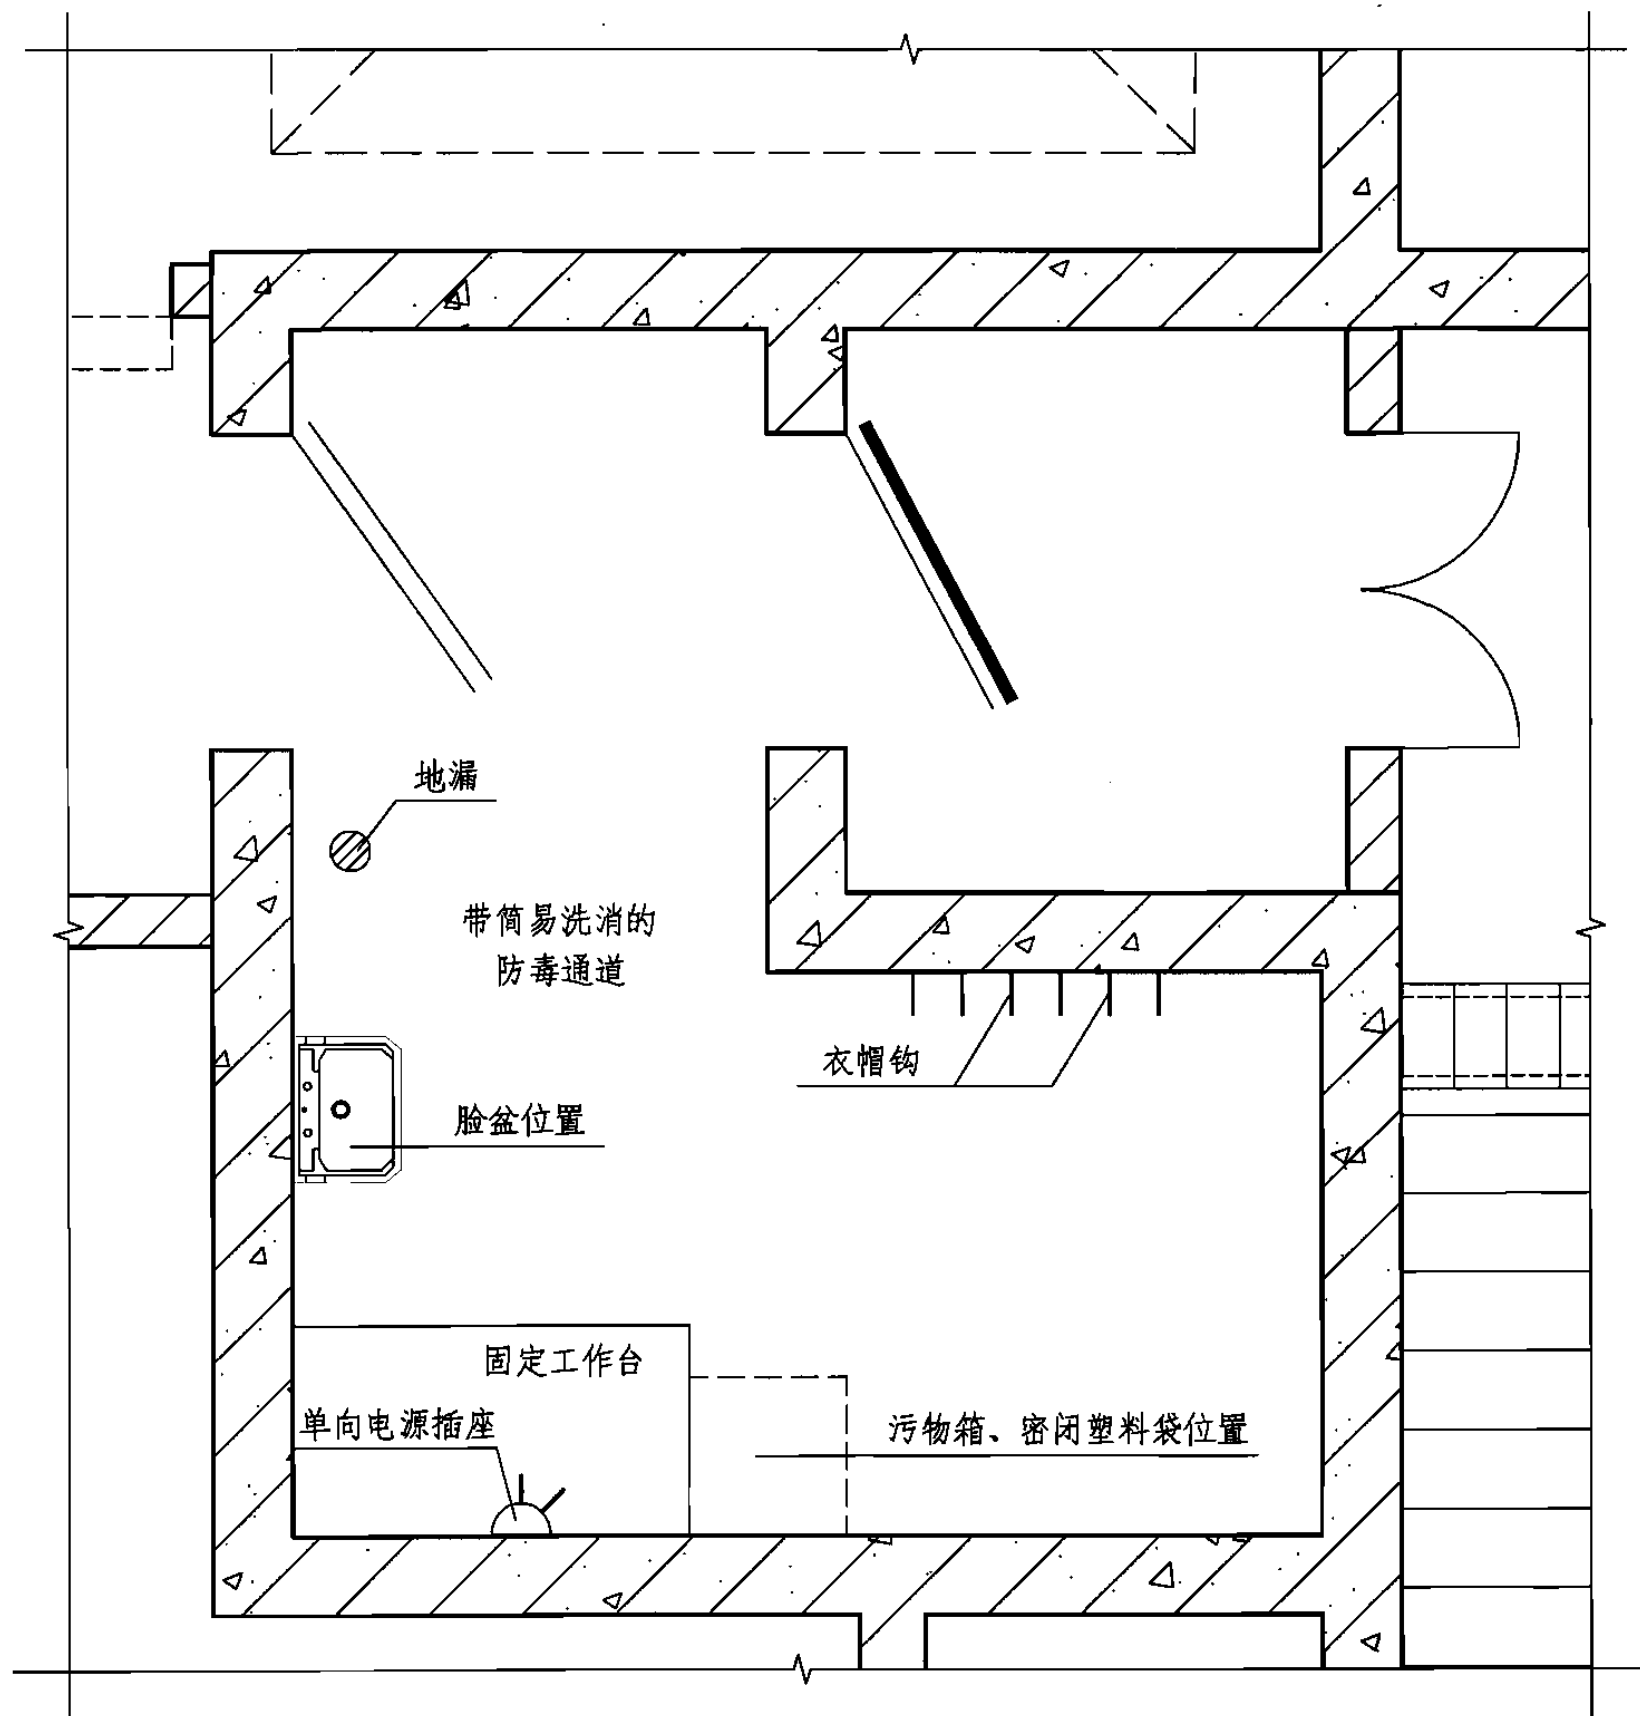 地漏
带简易洗消的
防毒通道
衣帽钩
脸盆位置
固定工作台
单向电源插座
污物箱、密闭塑料袋位置